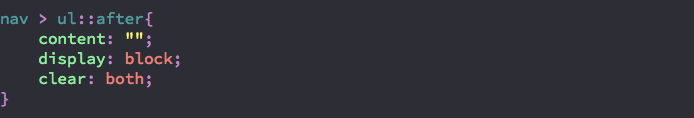 nav > ul::after{
    content: "";
    display: block;
    clear: both;
}